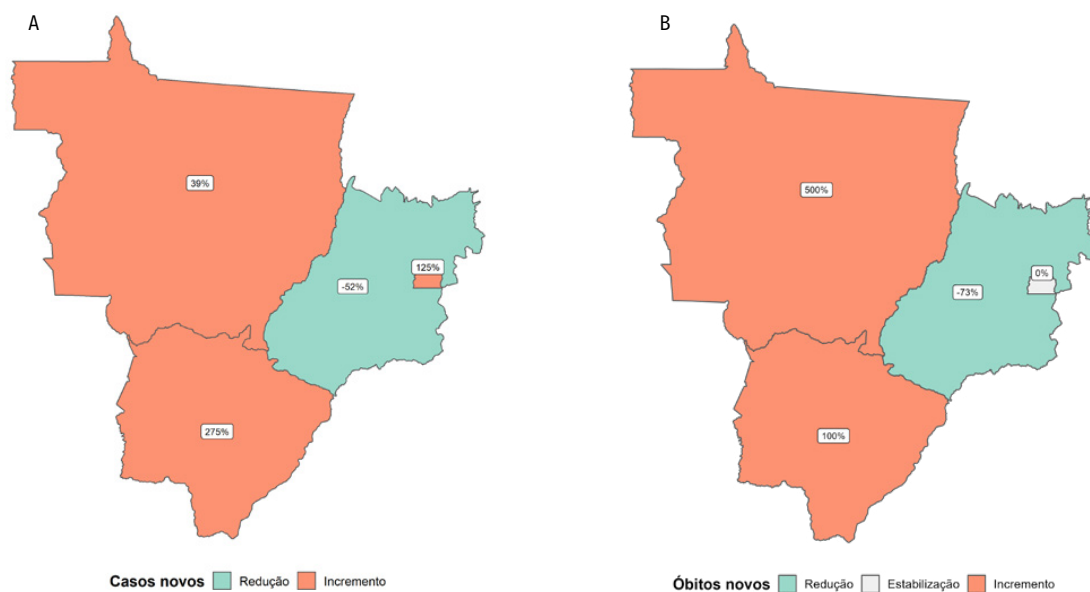 A
39%
-52%
125%
275%
Casos novos Redução Incremento
B
500%
-73%
0%
100%
Óbitos novos Redução Estabilização Incremento